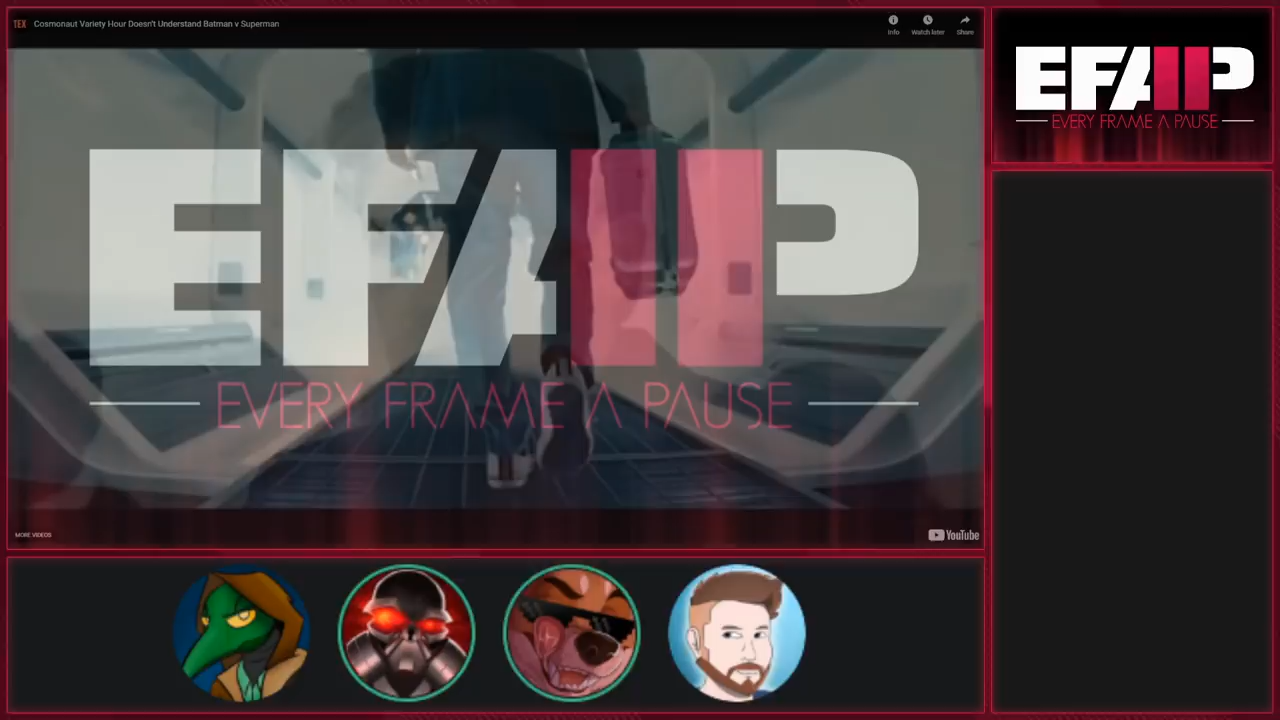 TEK Cosmonaut Variety Hour Doesn't Understand Batman v Superman
Info
Watch later
Share
EFAP
EVERY FRAME A PAUSE
MORE VIDEOS
YouTube
EFAP
EVERY FRAME A PAUSE